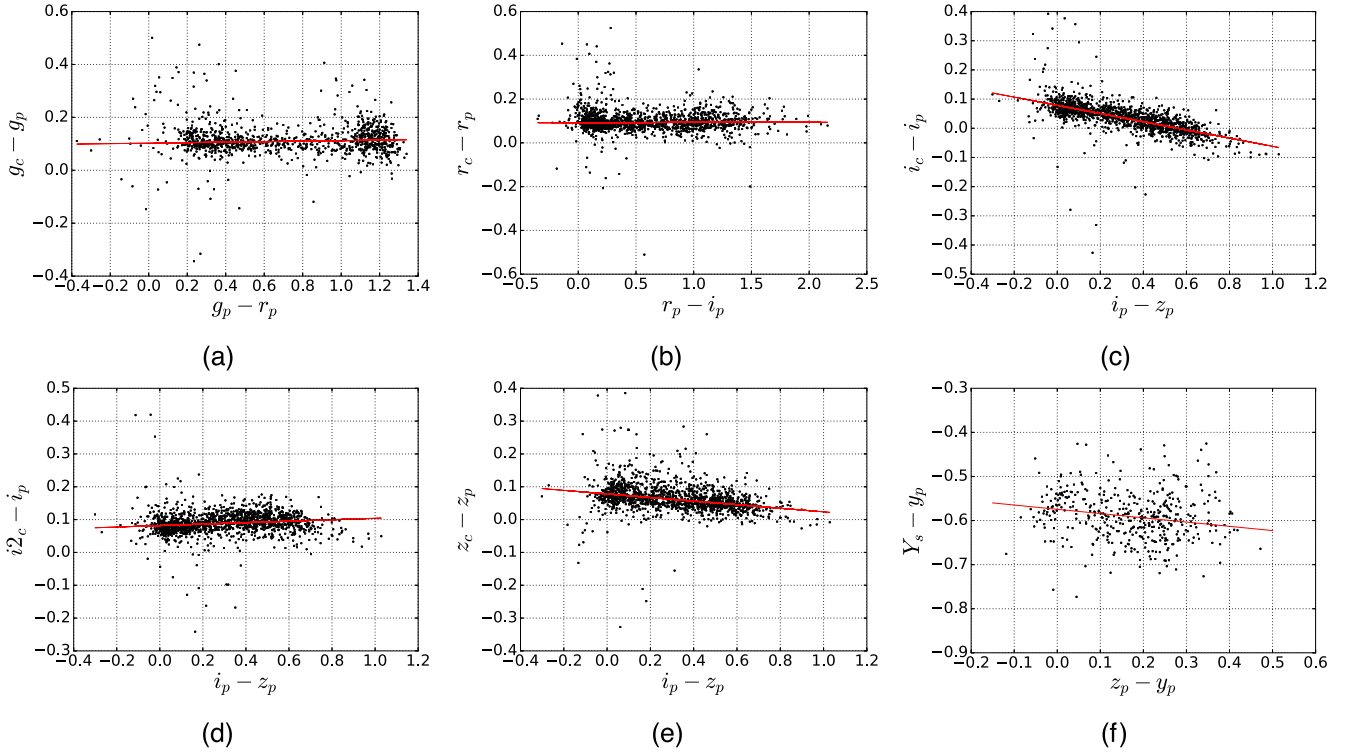 0.6
0.4
0.2
0.0
−0.2
−0.4
g_c − g_p
−0.4 −0.2 0.0 0.2 0.4 0.6 0.8 1.0 1.2 1.4
g_p − r_p
(a)
0.6
0.4
0.2
0.0
−0.2
−0.4
−0.6
r_c − r_p
−0.5 0.0 0.5 1.0 1.5 2.0 2.5
r_p − i_p
(b)
0.4
0.3
0.2
0.1
0.0
−0.1
−0.2
−0.3
−0.4
−0.5
i_c − i_p
−0.4 −0.2 0.0 0.2 0.4 0.6 0.8 1.0 1.2
i_p − z_p
(c)
0.5
0.4
0.3
0.2
0.1
0.0
−0.1
−0.2
−0.3
i2_c − i_p
−0.4 −0.2 0.0 0.2 0.4 0.6 0.8 1.0 1.2
i_p − z_p
(d)
0.4
0.3
0.2
0.1
0.0
−0.1
−0.2
−0.3
−0.4
z_c − z_p
−0.4 −0.2 0.0 0.2 0.4 0.6 0.8 1.0 1.2
i_p − z_p
(e)
−0.3
−0.4
−0.5
−0.6
−0.7
−0.8
−0.9
Y_s − y_p
−0.2 −0.1 0.0 0.1 0.2 0.3 0.4 0.5 0.6
z_p − y_p
(f)